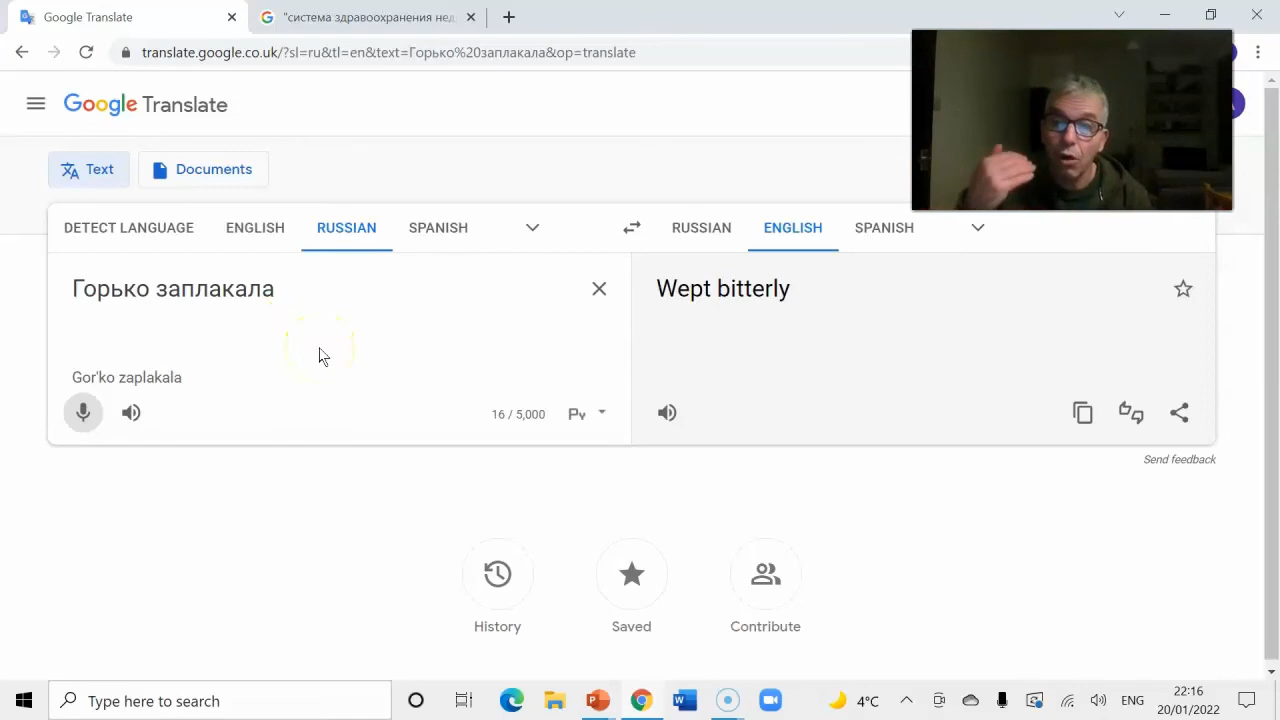 Google Translate
"система здравоохранения нед
translate.google.co.uk/?sl=ru&tl=en&text=Горько%20заплакала&op=translate
Google Translate
Text
Documents
DETECT LANGUAGE ENGLISH RUSSIAN SPANISH
RUSSIAN ENGLISH SPANISH
Горько заплакала
Wept bitterly
Gor'ko zaplakala
16 / 5,000
Send feedback
History
Saved
Contribute
Type here to search
4°C
ENG
22:16
20/01/2022